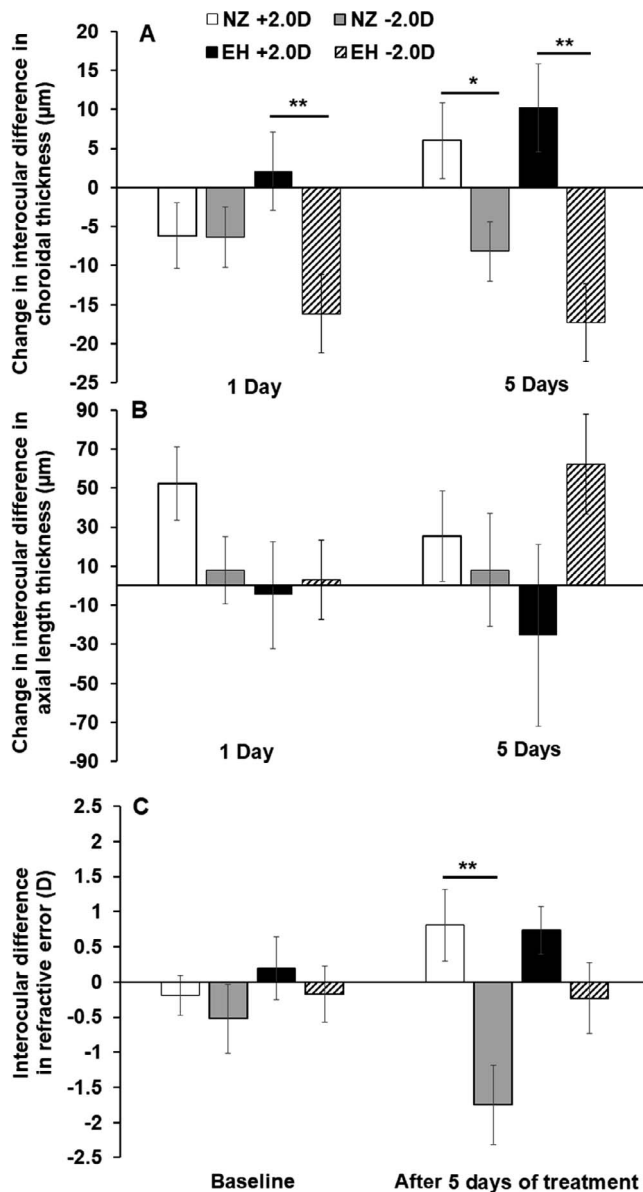 NZ +2.0D NZ -2.0D
A
EH +2.0D EH -2.0D
Change in interocular difference in
choroidal thickness (µm)
20
15
10
5
0
-5
-10
-15
-20
-25
**
*
**
1 Day 5 Days
B
Change in interocular difference in
axial length thickness (µm)
90
70
50
30
10
-10
-30
-50
-70
-90
1 Day 5 Days
C
Interocular difference
in refractive error (D)
2.5
2
1.5
1
0.5
0
-0.5
-1
-1.5
-2
-2.5
**
Baseline After 5 days of treatment